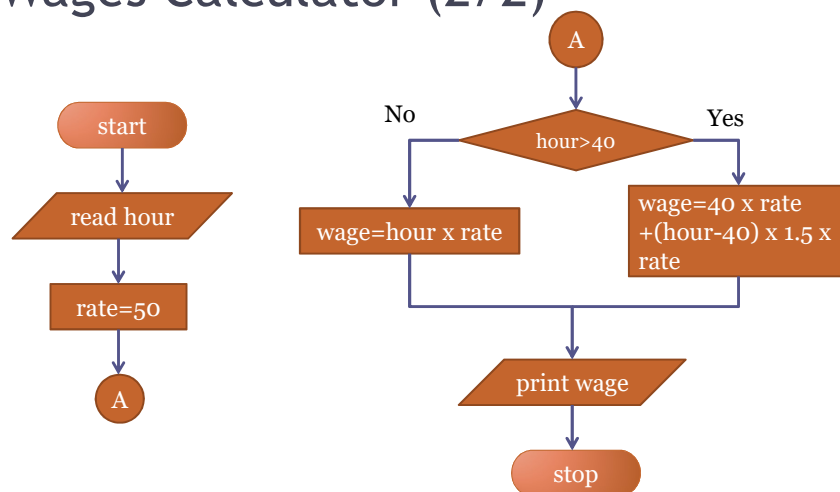 Wages Calculator (2/2)
start
read hour
rate=50
A
A
No
hour>40
Yes
wage=hour x rate
wage=40 x rate
+(hour-40) x 1.5 x
rate
print wage
stop